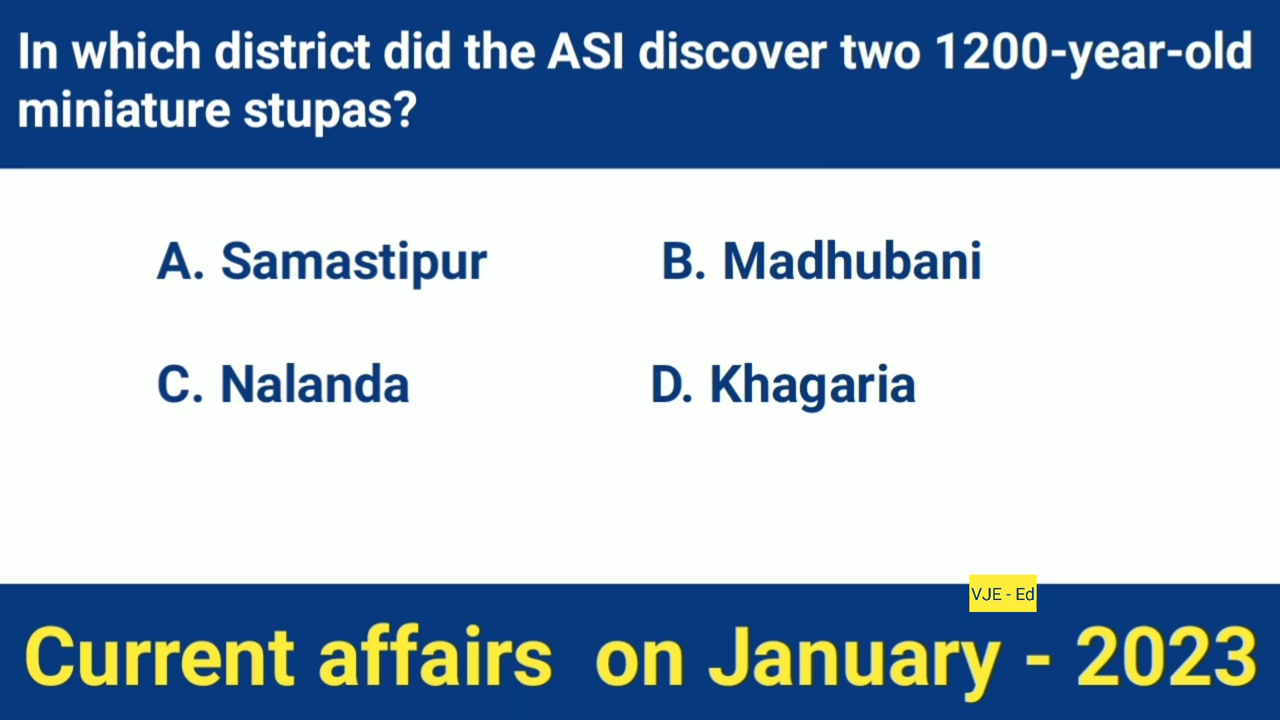 In which district did the ASI discover two 1200-year-old
miniature stupas?
A. Samastipur B. Madhubani
C. Nalanda D. Khagaria
VJE - Ed
Current affairs on January - 2023